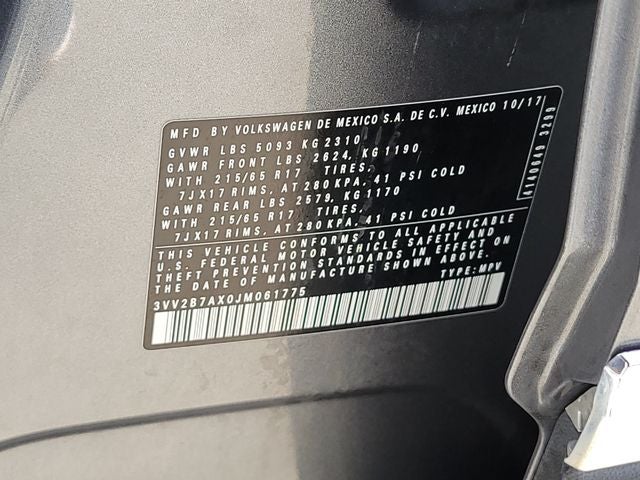 MFD BY VOLKSWAGEN DE MEXICO S.A. DE C.V. MEXICO 10/17
GVWR LBS 5093 KG 2310
GAWR FRONT LBS 2624, KG 1190
WITH 215/65 R17 TIRES,
7JX17 RIMS, AT 280 KPA, 41 PSI COLD
GAWR REAR LBS 2579, KG 1170
WITH 215/65 R17 TIRES,
7JX17 RIMS, AT 280 KPA, 41 PSI COLD
THIS VEHICLE CONFORMS TO ALL APPLICABLE
U.S. FEDERAL MOTOR VEHICLE SAFETY AND
THEFT PREVENTION STANDARDS IN EFFECT ON
THE DATE OF MANUFACTURE SHOWN ABOVE.
3VV2B7AX0JM061775 TYPE: MPV
6140649 3299